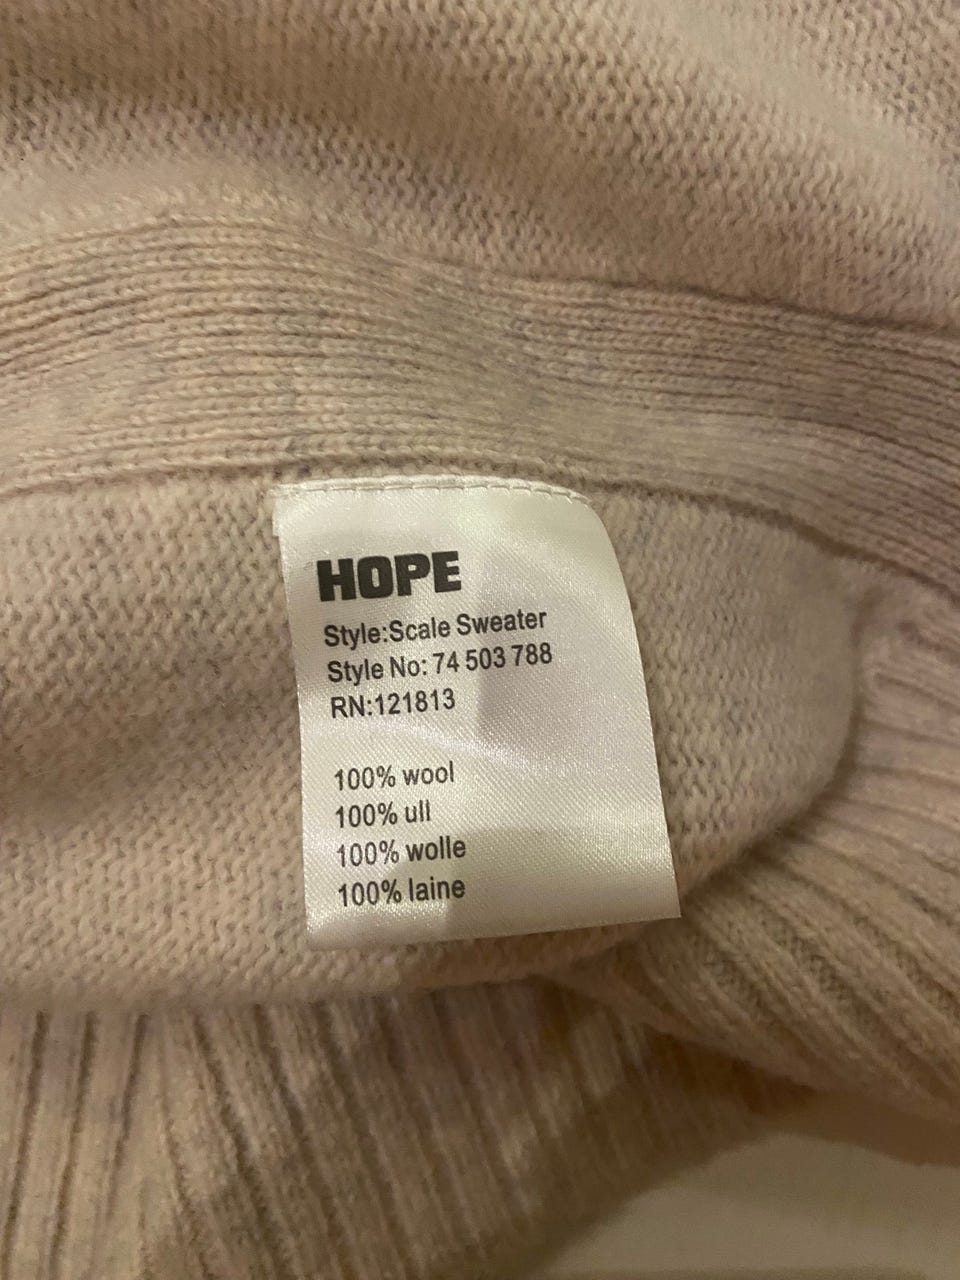 HOPE
Style:Scale Sweater
Style No: 74 503 788
RN:121813
100% wool
100% ull
100% wolle
100% laine